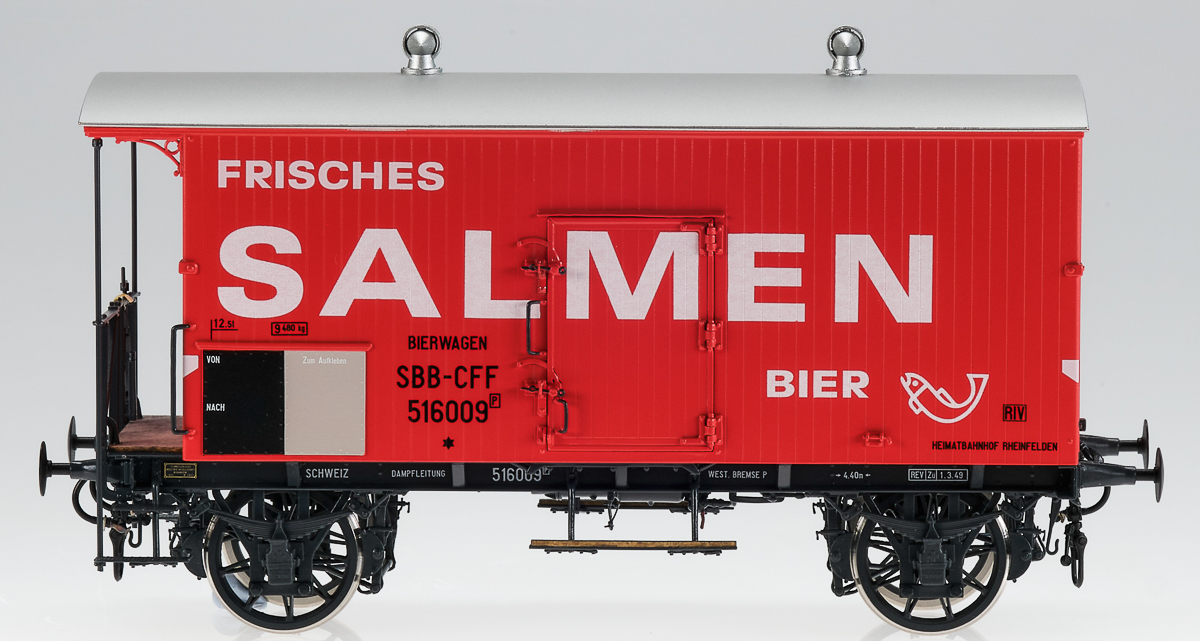 FRISCHES
SALMEN
12.5t
9480 kg
BIERWAGEN
SBB-CFF
516009 P
VON
Zum Aufkleben
NACH
BIER
RIV
HEIMATBAHNHOF RHEINFELDEN
SCHWEIZ
DAMPFLEITUNG
516009
WEST. BREMSE P
4.40m
REV Zu 1.3.49